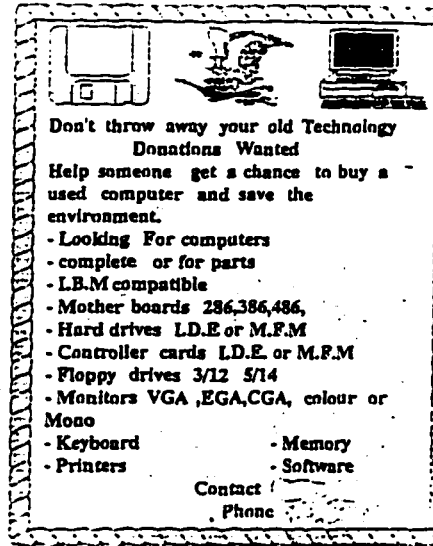 Don't throw away your old Technology
Donations Wanted
Help someone get a chance to buy a
used computer and save the
environment.
- Looking For computers
- complete or for parts
- I.B.M compatible
- Mother boards 286,386,486,
- Hard drives I.D.E or M.F.M
- Controller cards I.D.E. or M.F.M
- Floppy drives 3/12 5/14
- Monitors VGA ,EGA,CGA, colour or
Mono
- Keyboard - Memory
- Printers - Software
Contact
Phone